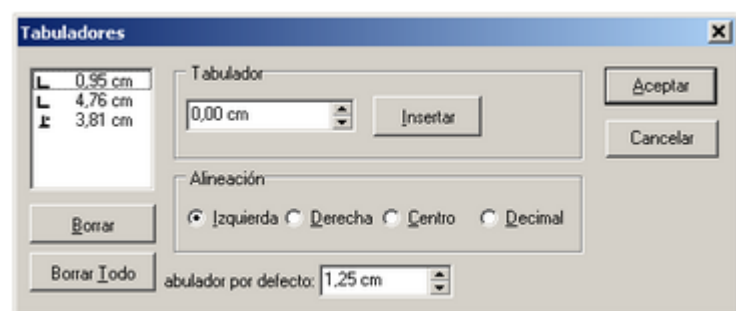 Tabuladores
0,95 cm
4,76 cm
3,81 cm
Tabulador
0,00 cm
Insertar
Aceptar
Cancelar
Alineación
Izquierda Derecha Centro Decimal
Borrar
Borrar Todo
abulador por defecto: 1,25 cm